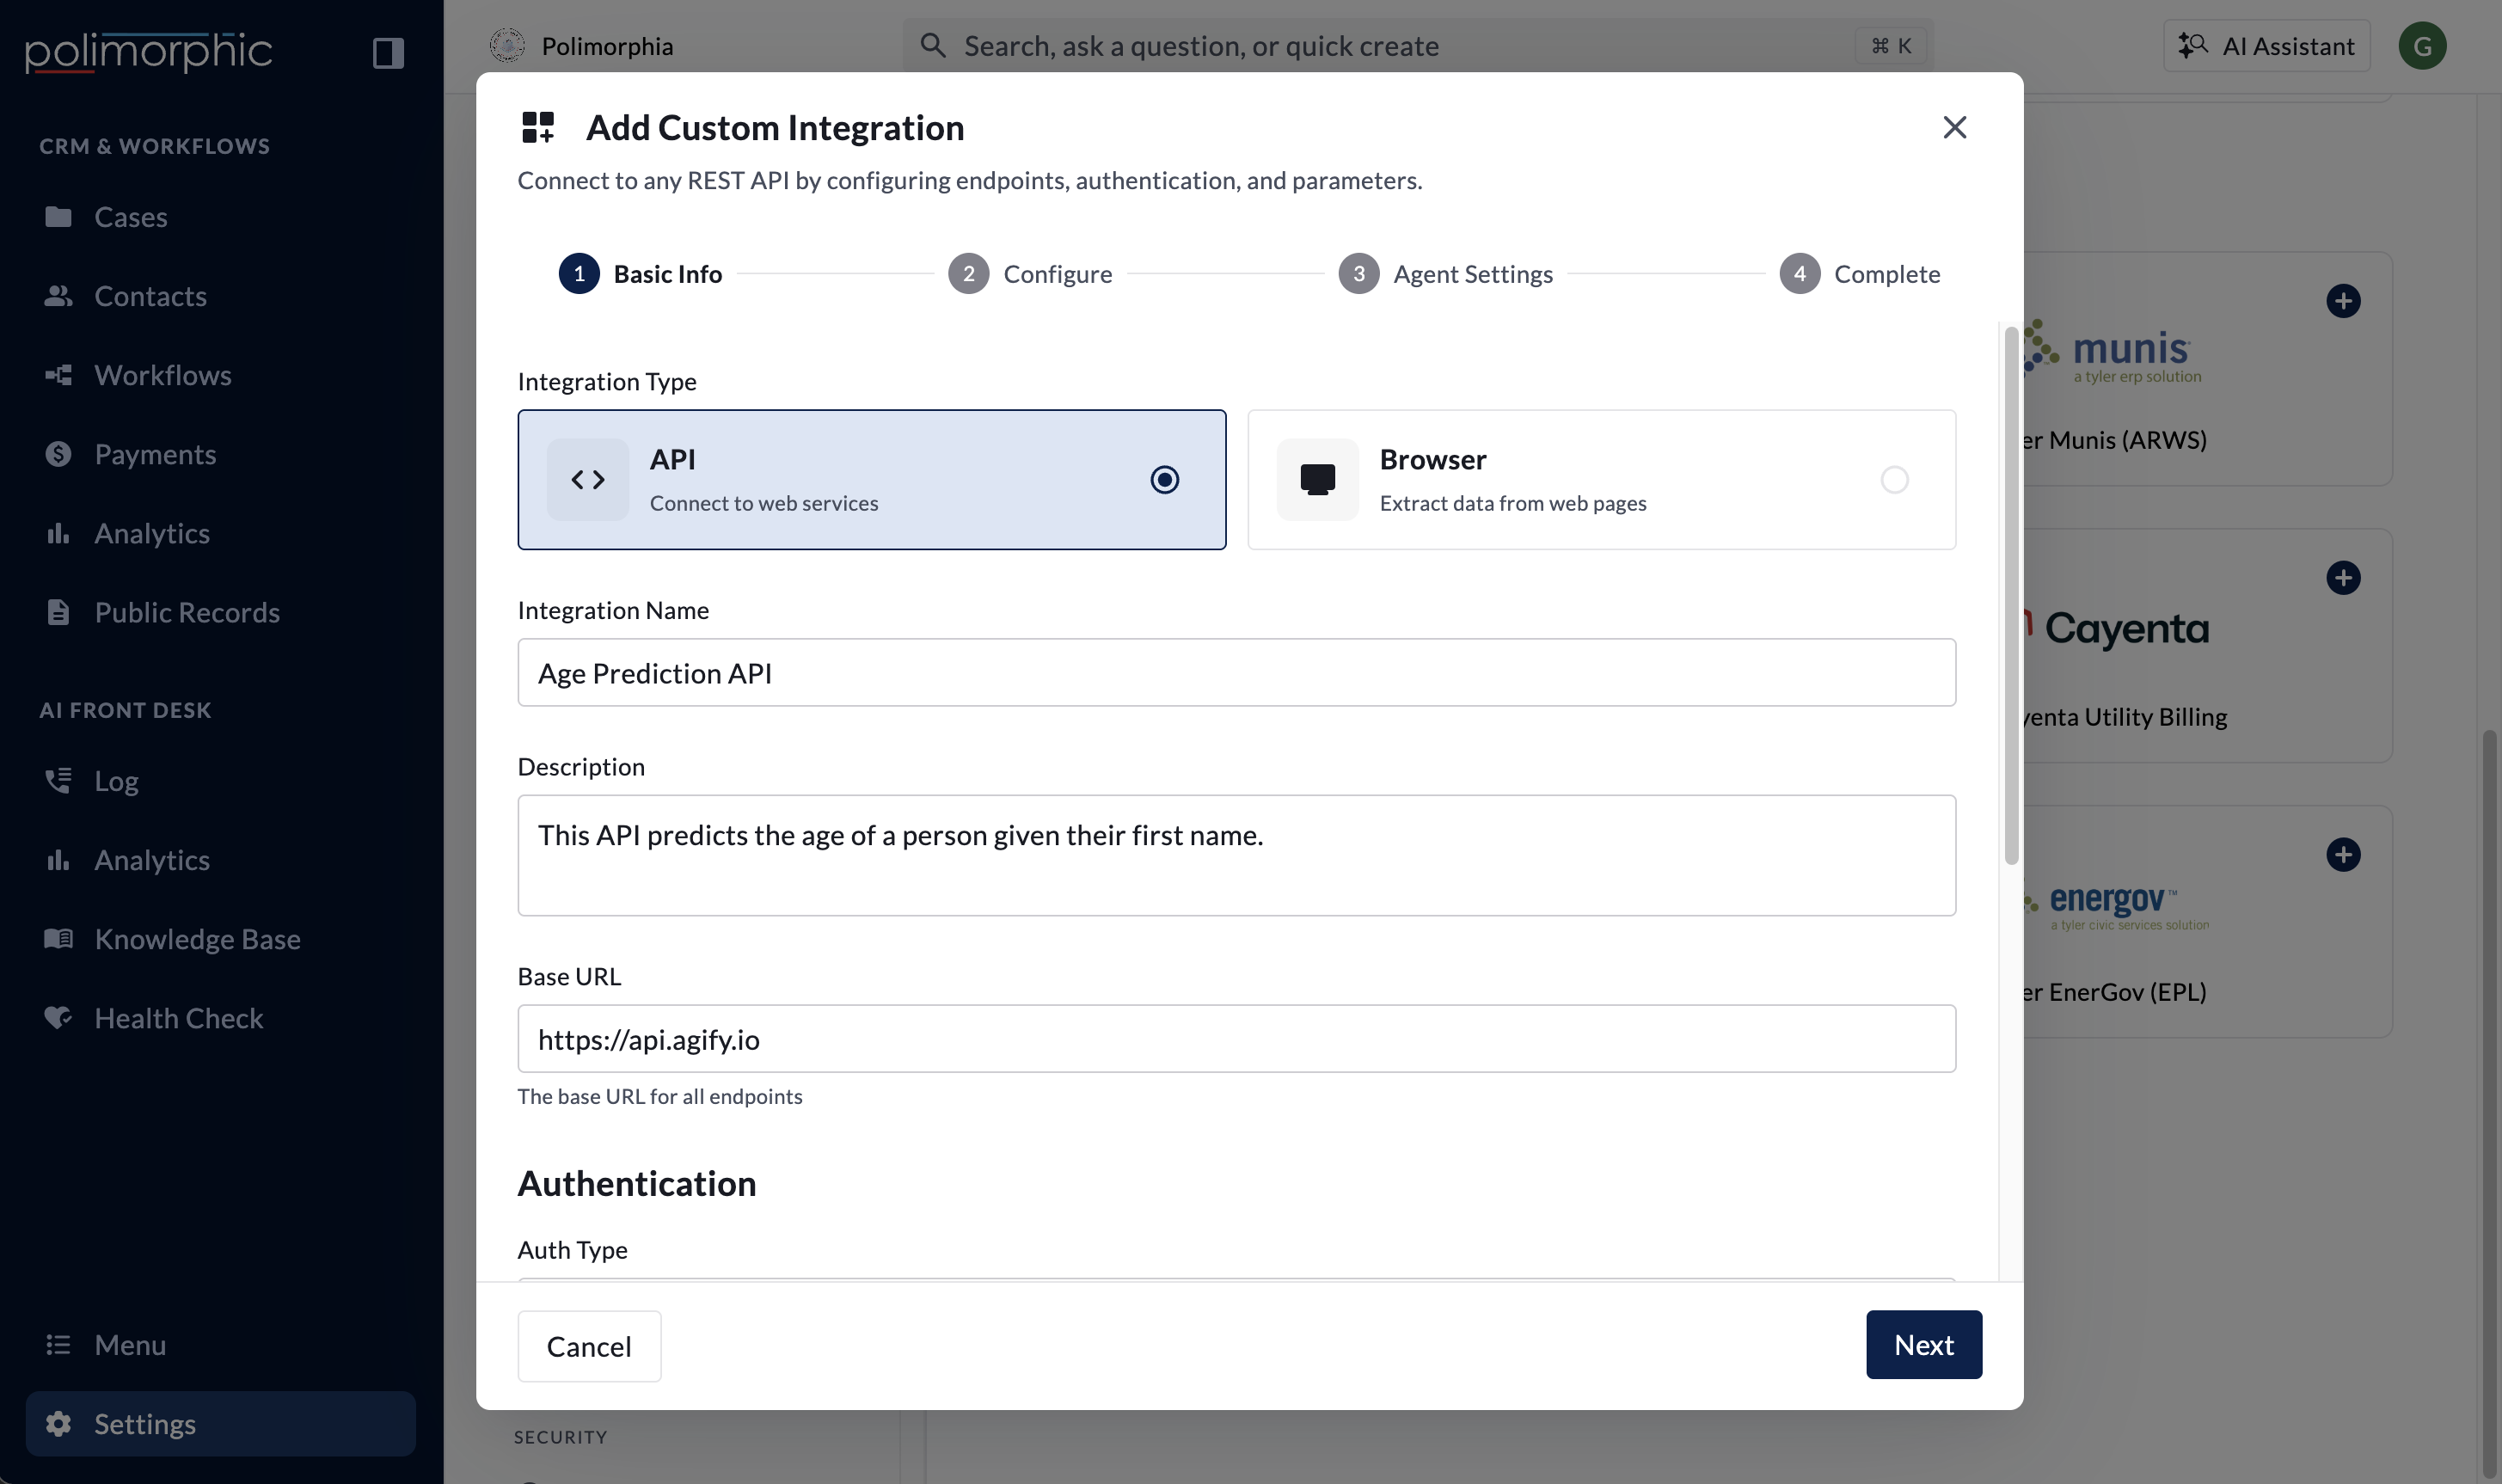 polimorphic
CRM & WORKFLOWS
Cases
Contacts
Workflows
Payments
Analytics
Public Records
AI FRONT DESK
Log
Analytics
Knowledge Base
Health Check
Menu
Settings
Polimorphia
Search, ask a question, or quick create
⌘ K
AI Assistant
G
Add Custom Integration
Connect to any REST API by configuring endpoints, authentication, and parameters.
1 Basic Info
2 Configure
3 Agent Settings
4 Complete
Integration Type
API
Connect to web services
Browser
Extract data from web pages
Integration Name
Age Prediction API
Description
This API predicts the age of a person given their first name.
Base URL
https://api.agify.io
The base URL for all endpoints
Authentication
Auth Type
Cancel
Next
munis
a tyler erp solution
er Munis (ARWS)
Cayenta
yenta Utility Billing
energov™
a tyler civic services solution
er EnerGov (EPL)
SECURITY